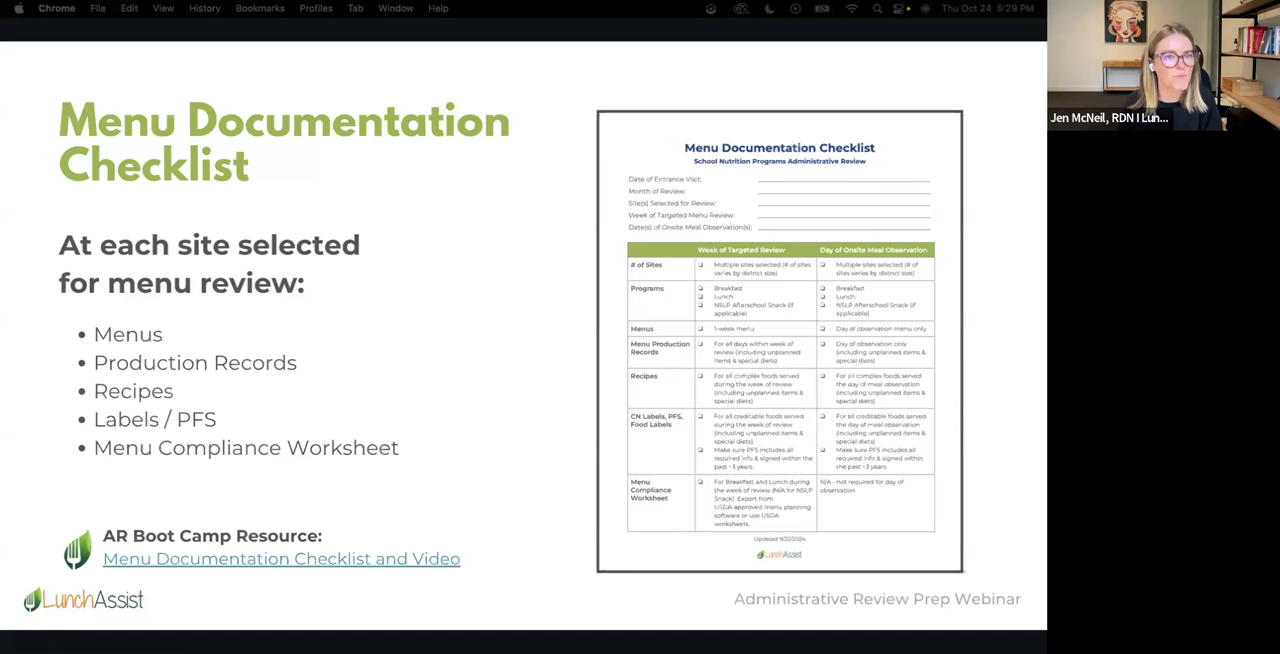 Chrome File Edit View History Bookmarks Profiles Tab Window Help Thu Oct 24 5:29 PM
Jen McNeil, RDN I Lun...
Menu Documentation
Checklist
At each site selected
for menu review:
• Menus
• Production Records
• Recipes
• Labels / PFS
• Menu Compliance Worksheet
AR Boot Camp Resource:
Menu Documentation Checklist and Video
LunchAssist
Menu Documentation Checklist
School Nutrition Programs Administrative Review
Date of Entrance Visit:
Month of Review:
Site(s) Selected for Review:
Week of Targeted Menu Review:
Date(s) of Onsite Meal Observation(s):
Week of Targeted Review Day of Onsite Meal Observation
# of Sites
Multiple sites selected (# of sites
varies by district size)
Multiple sites selected (# of
sites varies by district size)
Programs
Breakfast
Lunch
NSLP Afterschool Snack (if
applicable)
Breakfast
Lunch
NSLP Afterschool Snack (if
applicable)
Menus
1-week menu
Day of observation menu only
Menu Production
Records
For all days within week of
review (including unplanned
items & special diets)
Day of observation only
(including unplanned items &
special diets)
Recipes
For all complex foods served
during the week of review
(including unplanned items &
special diets)
For all complex foods served
the day of meal observation
(including unplanned items &
special diets)
CN Labels, PFS,
Food Labels
For all creditable foods served
during the week of review
(including unplanned items &
special diets)
Make sure PFS includes all
required info & signed within the
past ~3 years.
For all creditable foods served
the day of meal observation
(including unplanned items &
special diets)
Make sure PFS includes all
required info & signed within
the past ~3 years.
Menu
Compliance
Worksheet
For Breakfast and Lunch during
the week of review (N/A for NSLP
Snack). Export from
USDA-approved menu planning
software or use USDA
worksheets.
N/A - not required for day of
observation
Updated 9/22/2024
LunchAssist
Administrative Review Prep Webinar